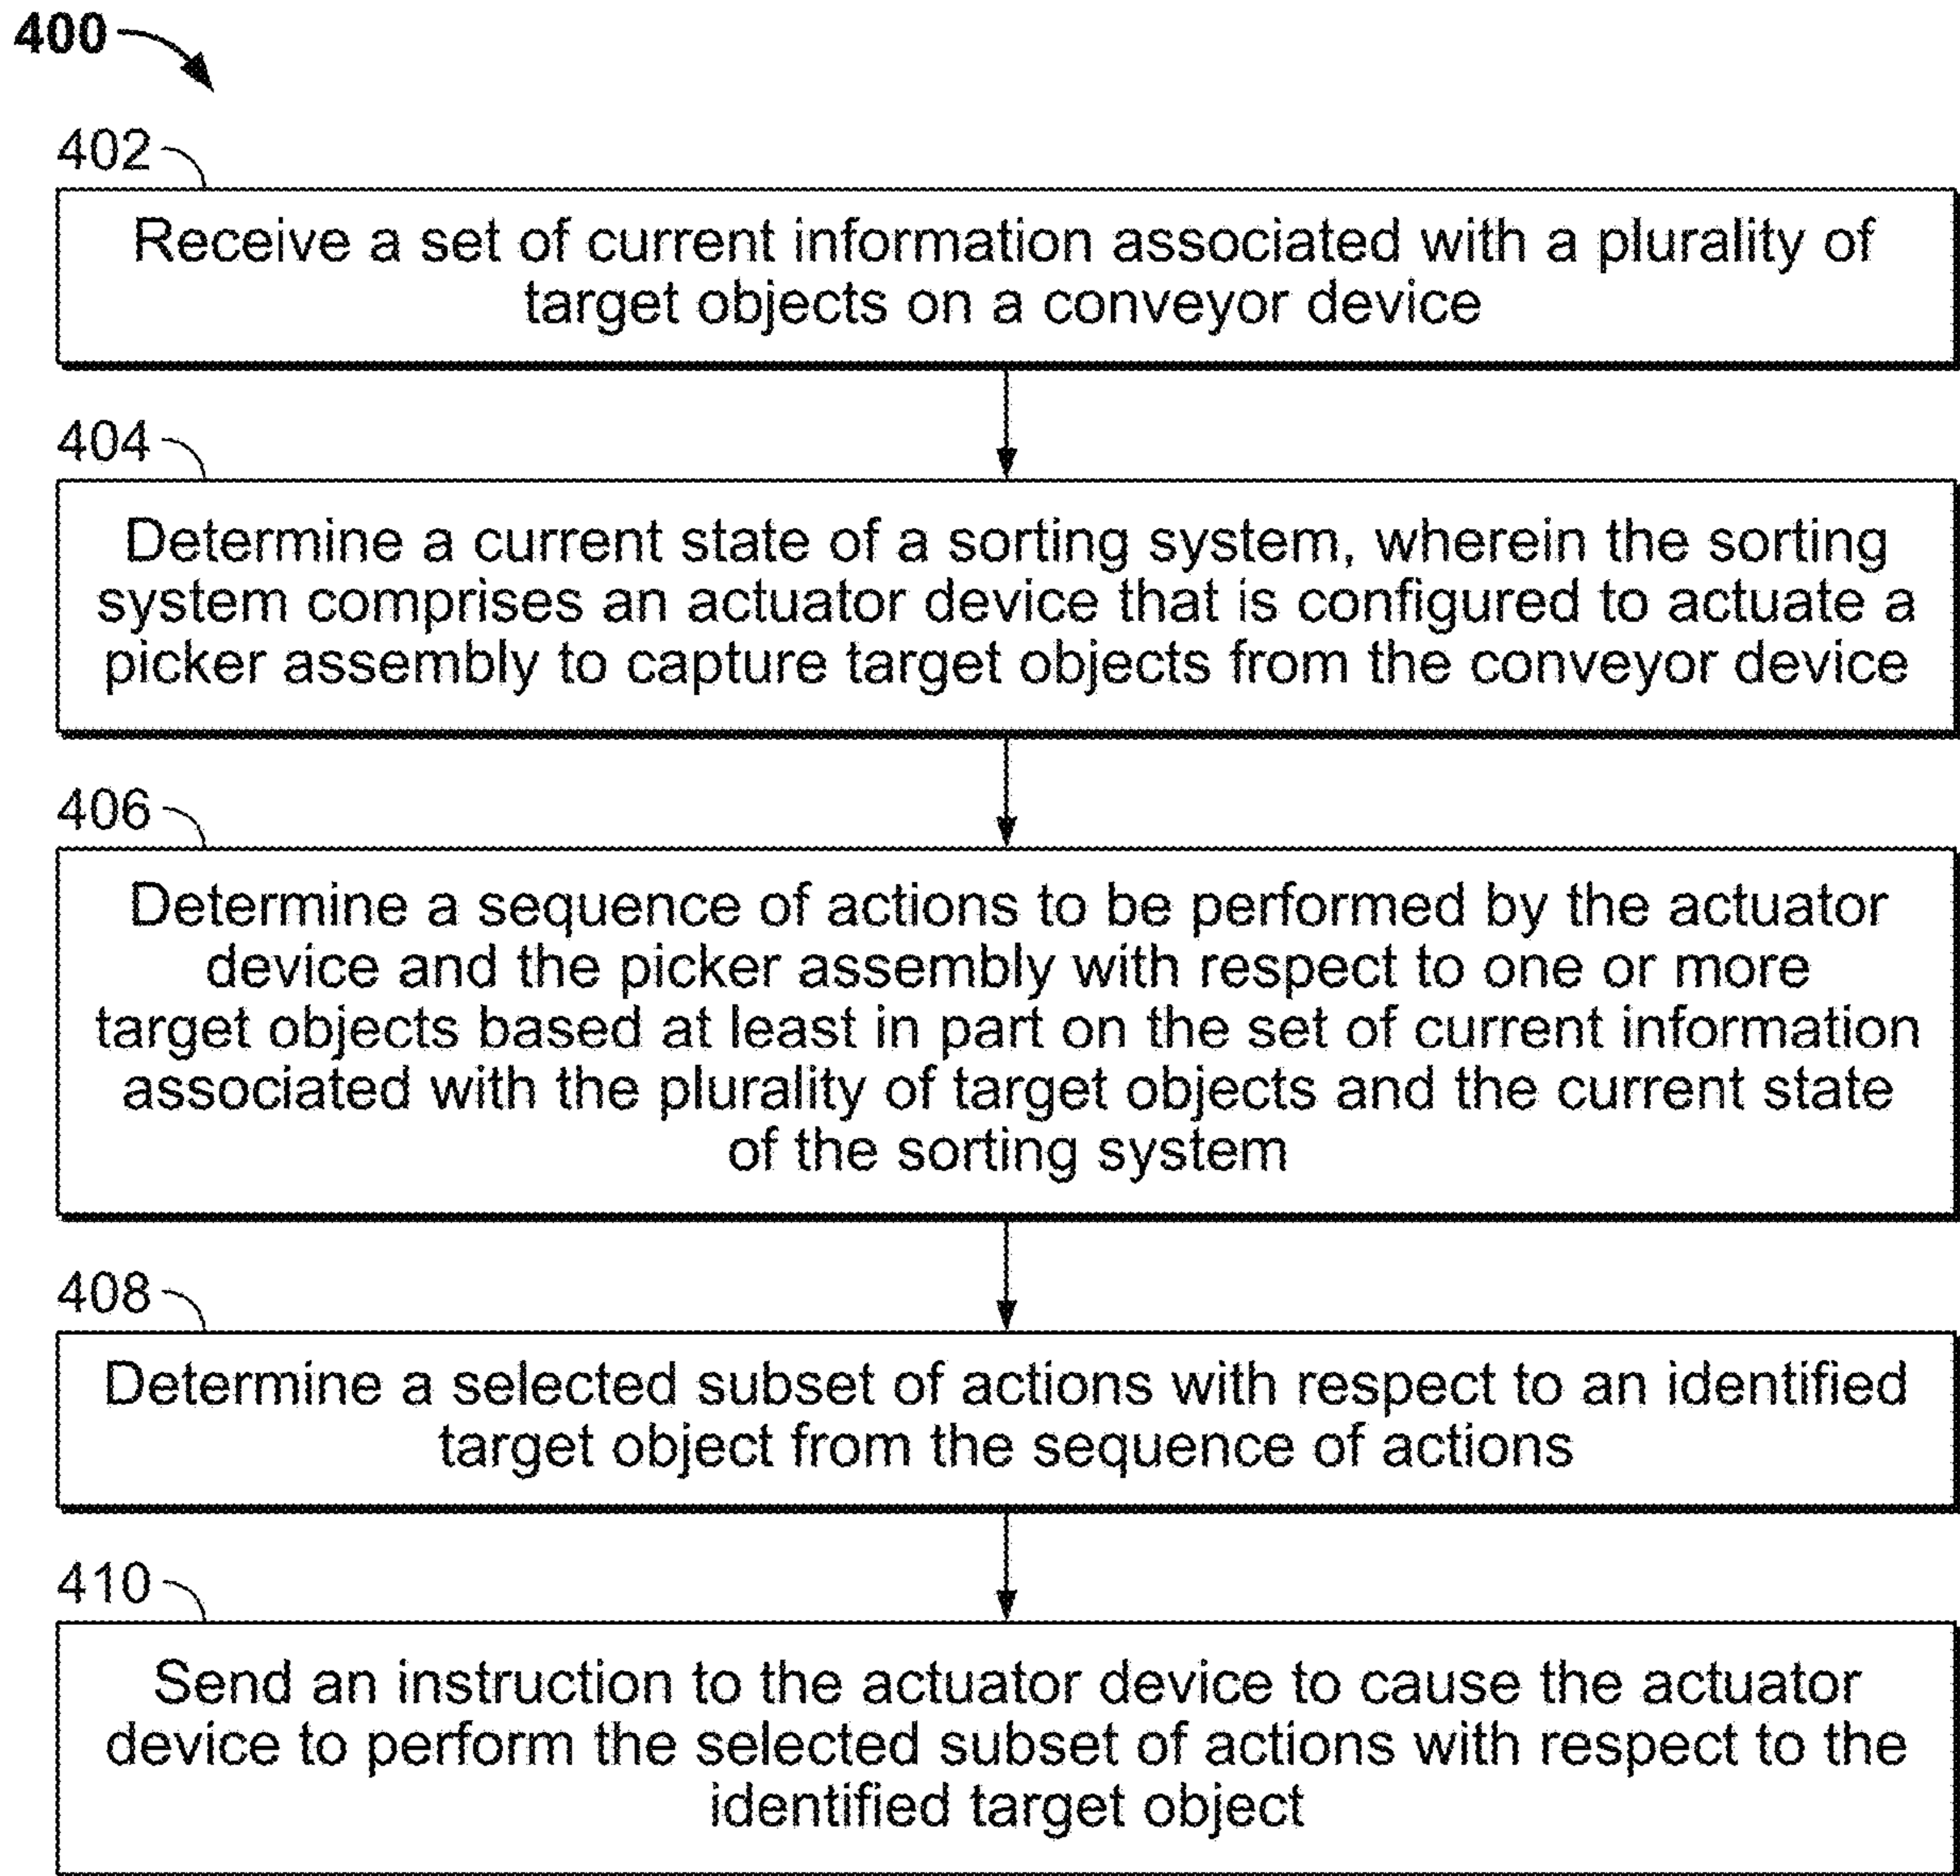 400
402
Receive a set of current information associated with a plurality of
target objects on a conveyor device
404
Determine a current state of a sorting system, wherein the sorting
system comprises an actuator device that is configured to actuate a
picker assembly to capture target objects from the conveyor device
406
Determine a sequence of actions to be performed by the actuator
device and the picker assembly with respect to one or more
target objects based at least in part on the set of current information
associated with the plurality of target objects and the current state
of the sorting system
408
Determine a selected subset of actions with respect to an identified
target object from the sequence of actions
410
Send an instruction to the actuator device to cause the actuator
device to perform the selected subset of actions with respect to the
identified target object